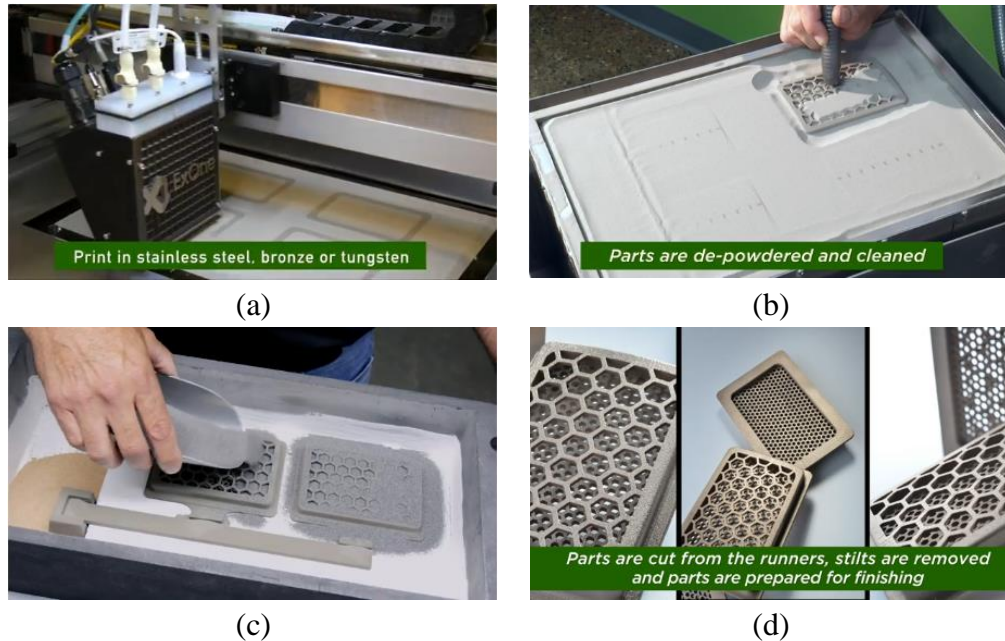 ExOne
Print in stainless steel, bronze or tungsten
Parts are de-powdered and cleaned
(a)
(b)
Parts are cut from the runners, stilts are removed
and parts are prepared for finishing
(c)
(d)